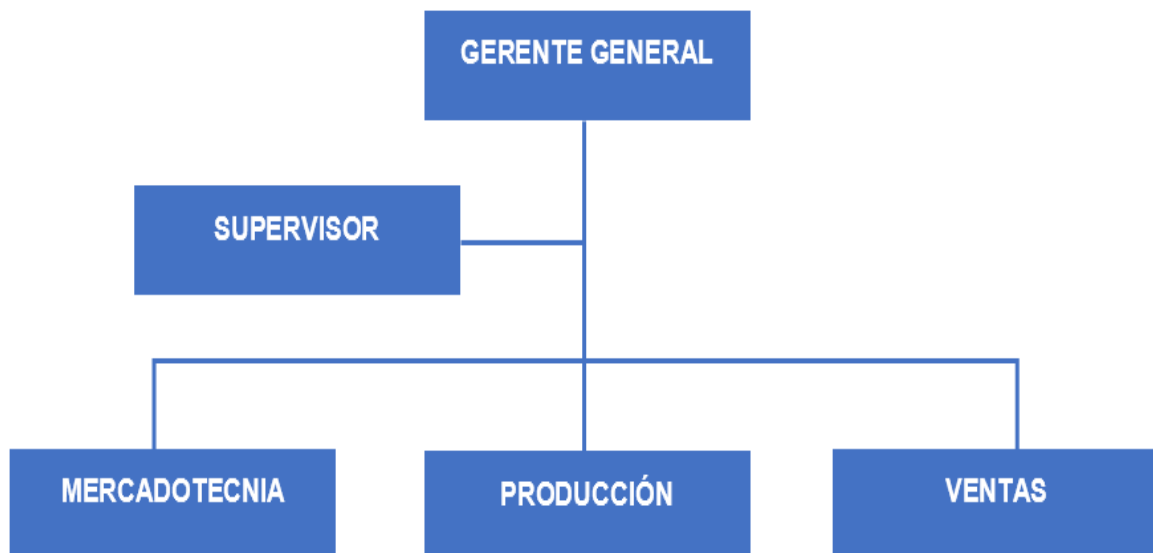 GERENTE GENERAL
SUPERVISOR
MERCADOTECNIA
PRODUCCIÓN
VENTAS